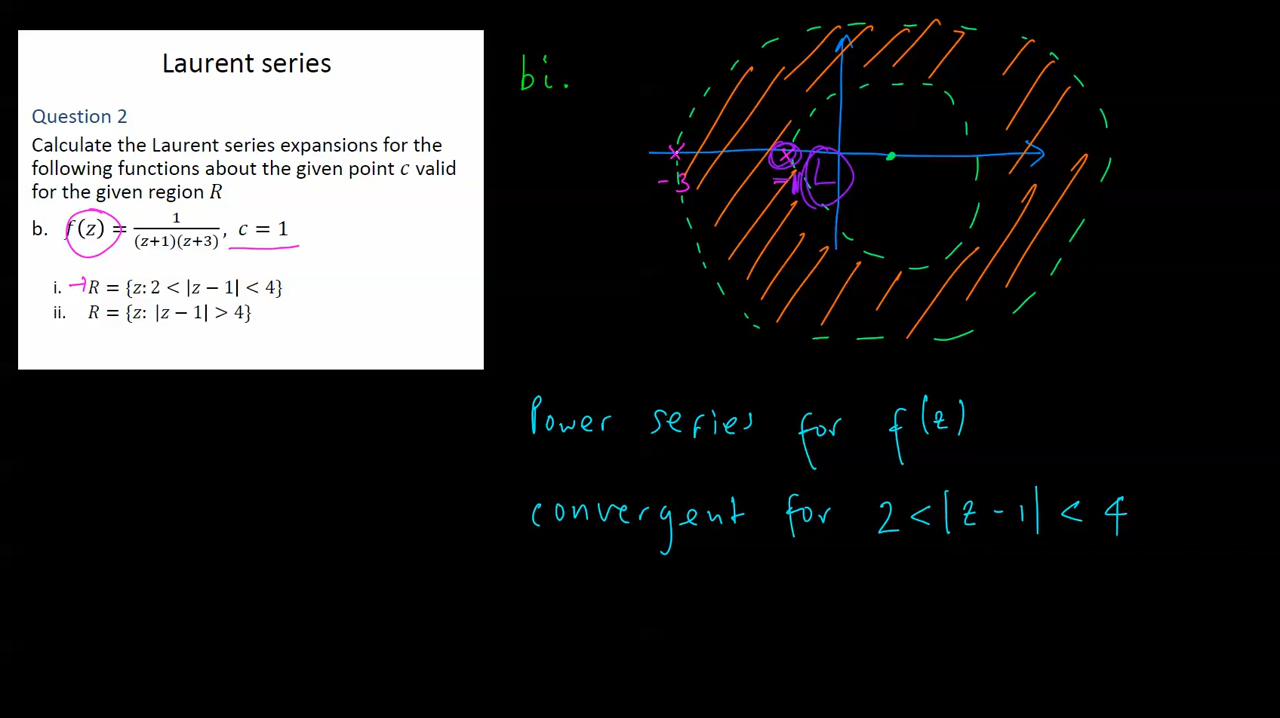 Laurent series
Question 2
Calculate the Laurent series expansions for the
following functions about the given point c valid
for the given region R
b. f(z) = 1/((z+1)(z+3)), c = 1
i. → R = {z: 2 < |z − 1| < 4}
ii. R = {z: |z − 1| > 4}
bi.
-3
-1
L
Power series for f(z)
convergent for 2 < |z - 1| < 4